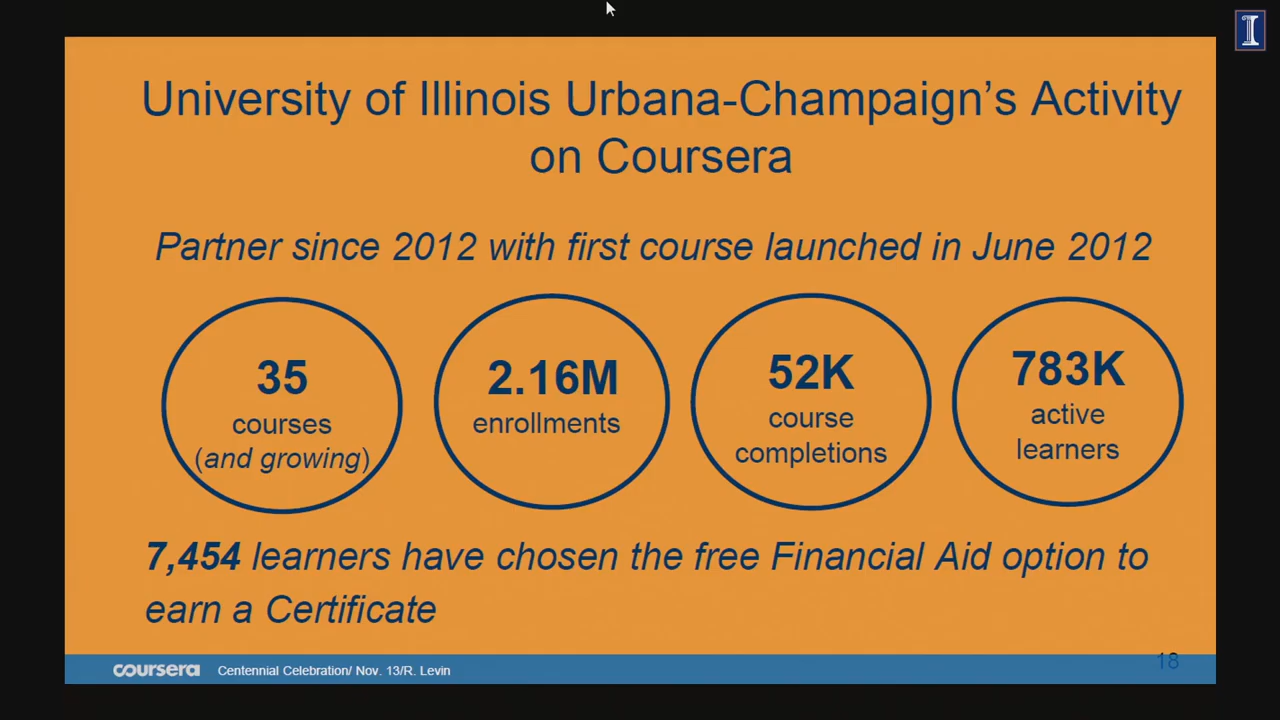 I
University of Illinois Urbana-Champaign’s Activity
on Coursera
Partner since 2012 with first course launched in June 2012
35
courses
(and growing)
2.16M
enrollments
52K
course
completions
783K
active
learners
7,454 learners have chosen the free Financial Aid option to
earn a Certificate
coursera Centennial Celebration/ Nov. 13/R. Levin
18